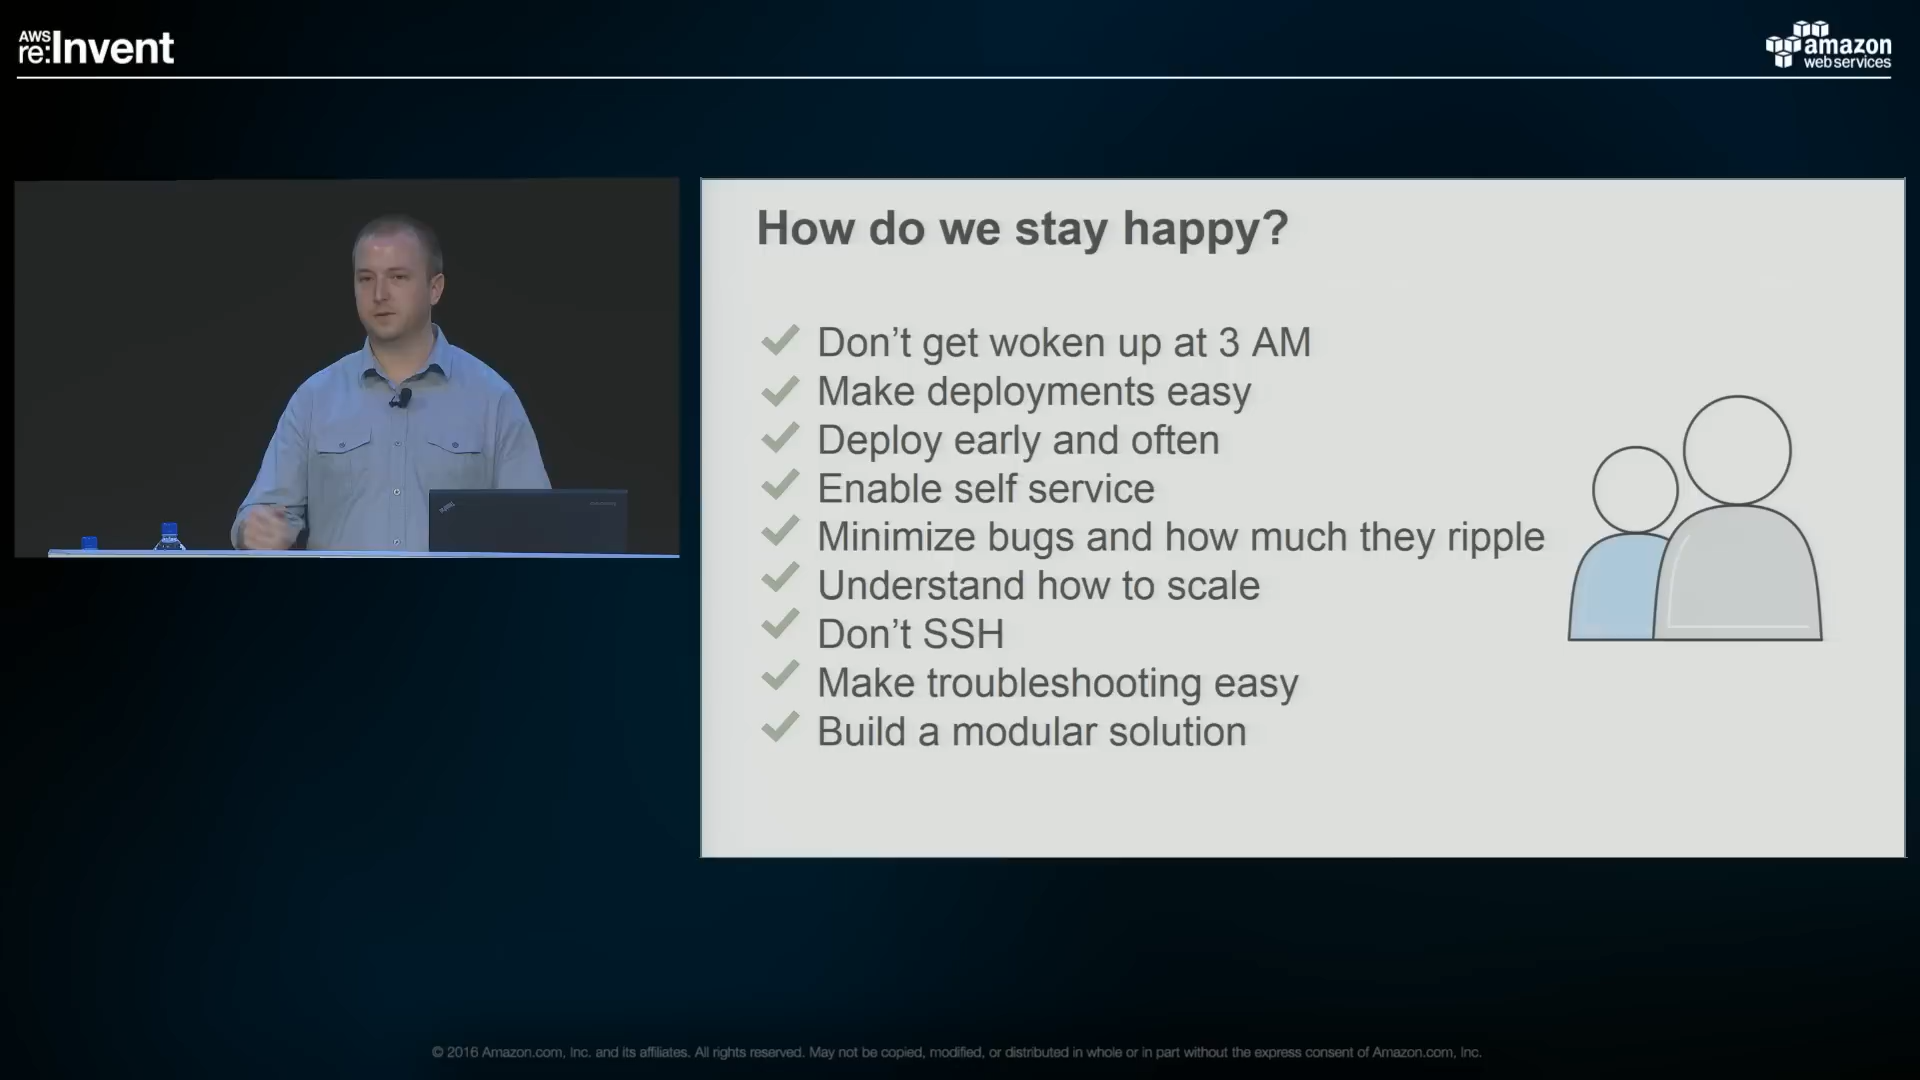 AWS
re:Invent
amazon
web services
How do we stay happy?
Don’t get woken up at 3 AM
Make deployments easy
Deploy early and often
Enable self service
Minimize bugs and how much they ripple
Understand how to scale
Don’t SSH
Make troubleshooting easy
Build a modular solution
© 2016 Amazon.com, Inc. and its affiliates. All rights reserved. May not be copied, modified, or distributed in whole or in part without the express consent of Amazon.com, Inc.